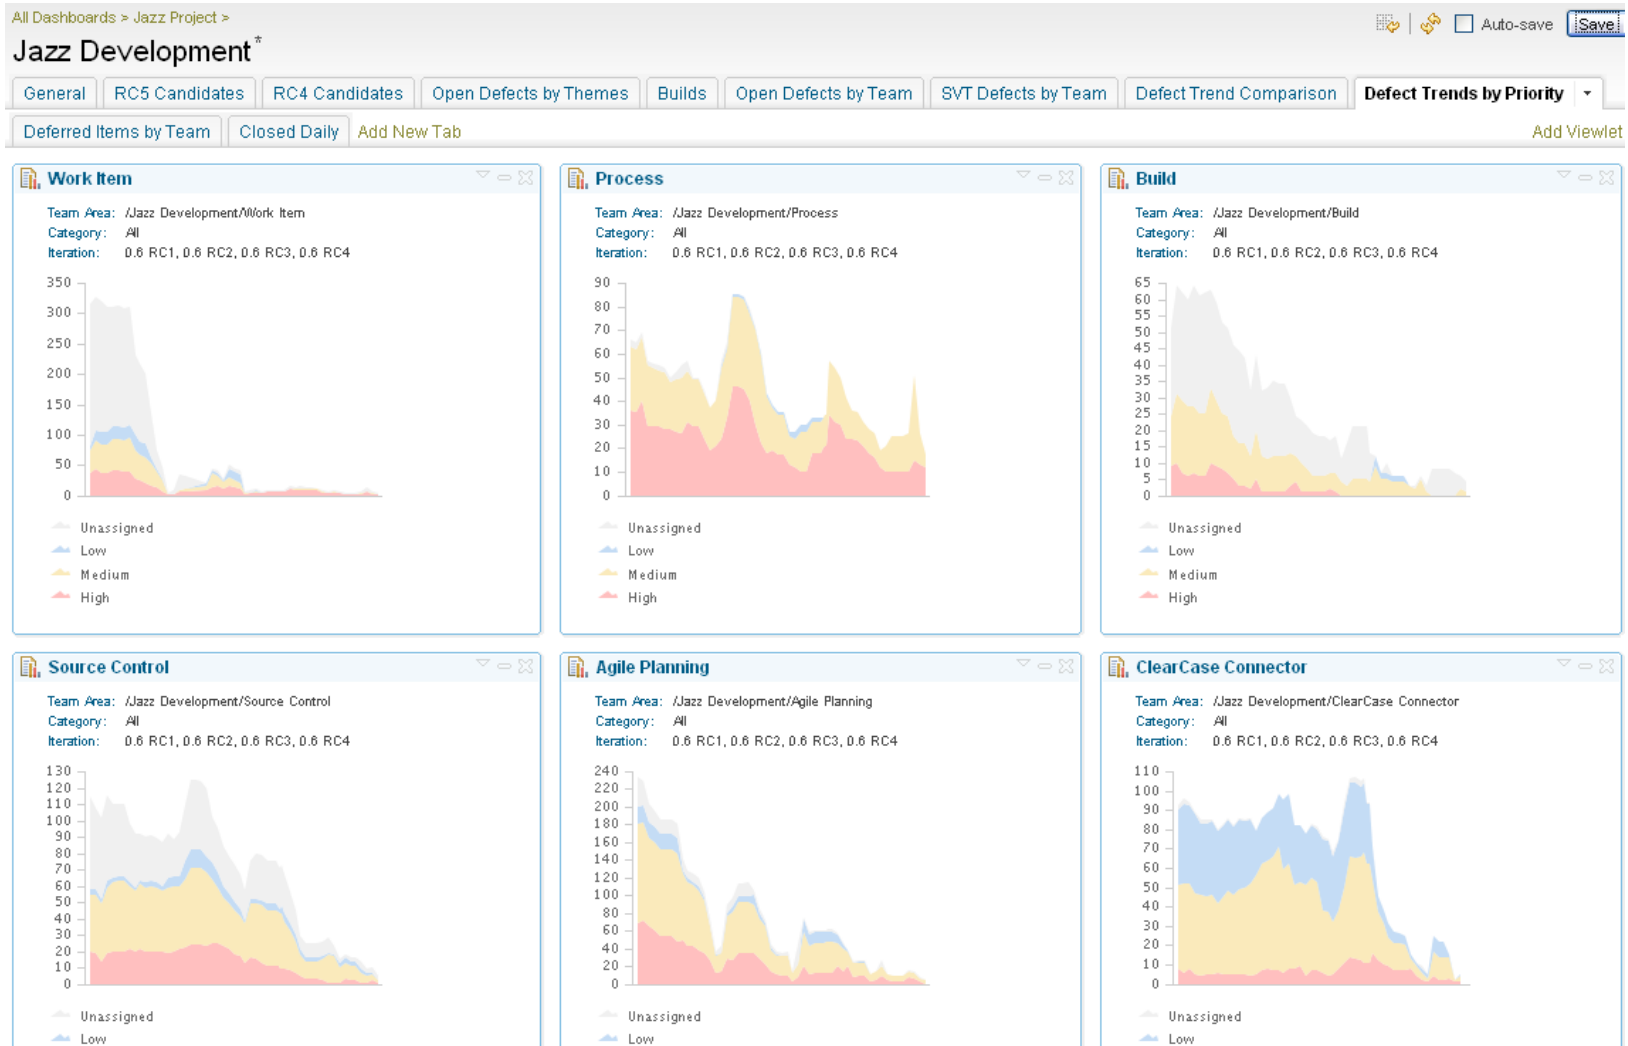 All Dashboards > Jazz Project >
Auto-save Save
Jazz Development*
General RC5 Candidates RC4 Candidates Open Defects by Themes Builds Open Defects by Team SVT Defects by Team Defect Trend Comparison Defect Trends by Priority
Deferred Items by Team Closed Daily Add New Tab Add Viewlet
Work Item
Team Area: /Jazz Development/Work Item
Category: All
Iteration: 0.6 RC1, 0.6 RC2, 0.6 RC3, 0.6 RC4
350
300
250
200
150
100
50
0
Unassigned
Low
Medium
High
Process
Team Area: /Jazz Development/Process
Category: All
Iteration: 0.6 RC1, 0.6 RC2, 0.6 RC3, 0.6 RC4
90
80
70
60
50
40
30
20
10
0
Unassigned
Low
Medium
High
Build
Team Area: /Jazz Development/Build
Category: All
Iteration: 0.6 RC1, 0.6 RC2, 0.6 RC3, 0.6 RC4
65
60
55
50
45
40
35
30
25
20
15
10
5
0
Unassigned
Low
Medium
High
Source Control
Team Area: /Jazz Development/Source Control
Category: All
Iteration: 0.6 RC1, 0.6 RC2, 0.6 RC3, 0.6 RC4
130
120
110
100
90
80
70
60
50
40
30
20
10
0
Unassigned
Low
Agile Planning
Team Area: /Jazz Development/Agile Planning
Category: All
Iteration: 0.6 RC1, 0.6 RC2, 0.6 RC3, 0.6 RC4
240
220
200
180
160
140
120
100
80
60
40
20
0
Unassigned
Low
ClearCase Connector
Team Area: /Jazz Development/ClearCase Connector
Category: All
Iteration: 0.6 RC1, 0.6 RC2, 0.6 RC3, 0.6 RC4
110
100
90
80
70
60
50
40
30
20
10
0
Unassigned
Low